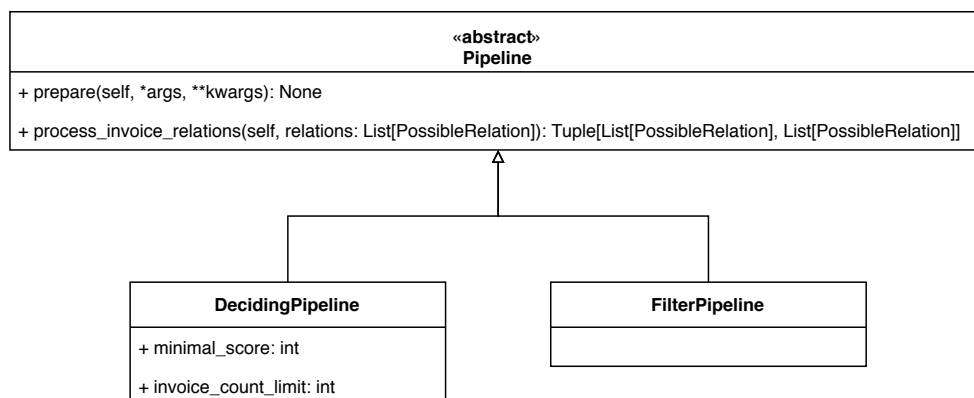 «abstract»
Pipeline
+ prepare(self, *args, **kwargs): None
+ process_invoice_relations(self, relations: List[PossibleRelation]): Tuple[List[PossibleRelation], List[PossibleRelation]]
DecidingPipeline
FilterPipeline
+ minimal_score: int
+ invoice_count_limit: int